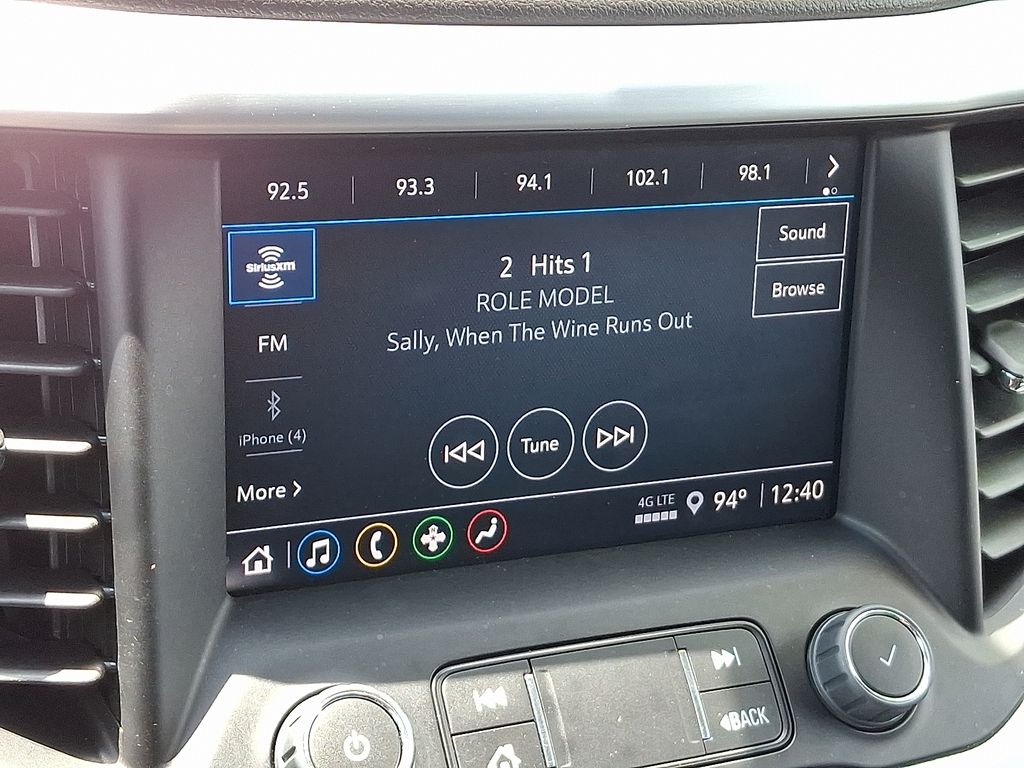 92.5 93.3 94.1 102.1 98.1
SiriusXM
Sound
2 Hits 1
ROLE MODEL
Browse
Sally, When The Wine Runs Out
FM
iPhone (4)
Tune
More
4G LTE
94° 12:40
BACK